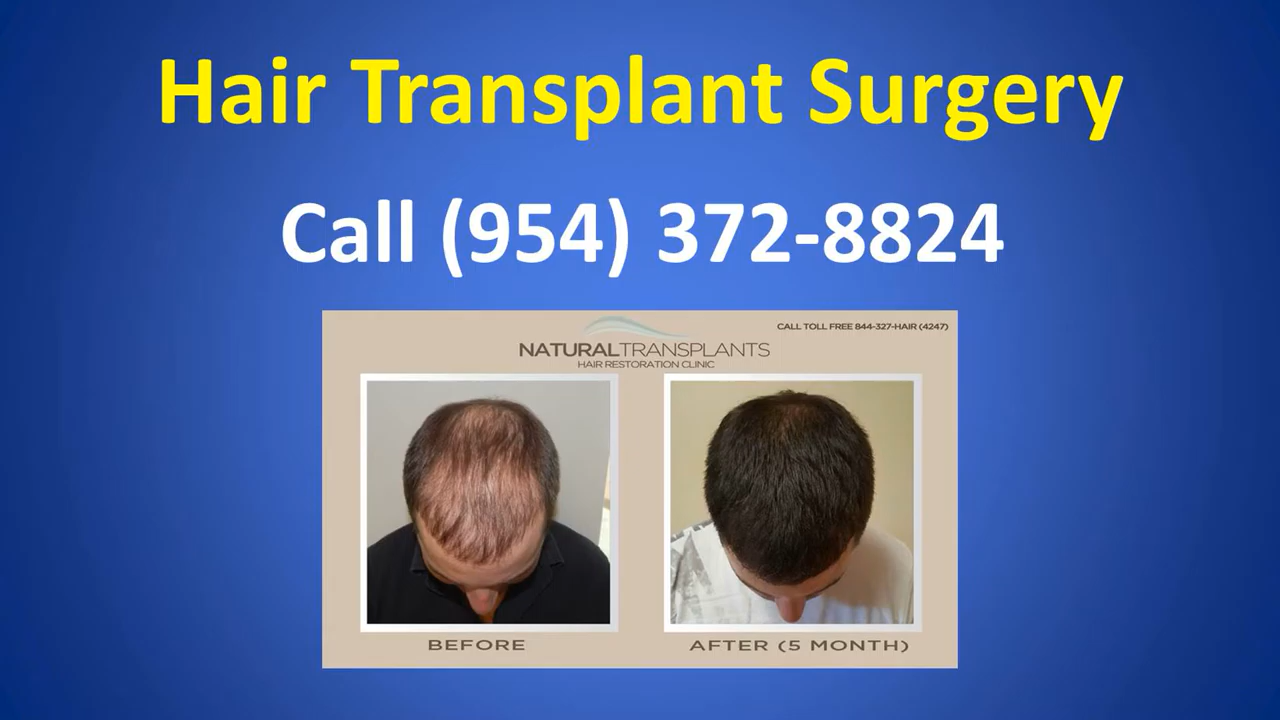 Hair Transplant Surgery
Call (954) 372-8824
CALL TOLL FREE 844-327-HAIR (4247)
NATURALTRANSPLANTS
HAIR RESTORATION CLINIC
BEFORE
AFTER (5 MONTH)